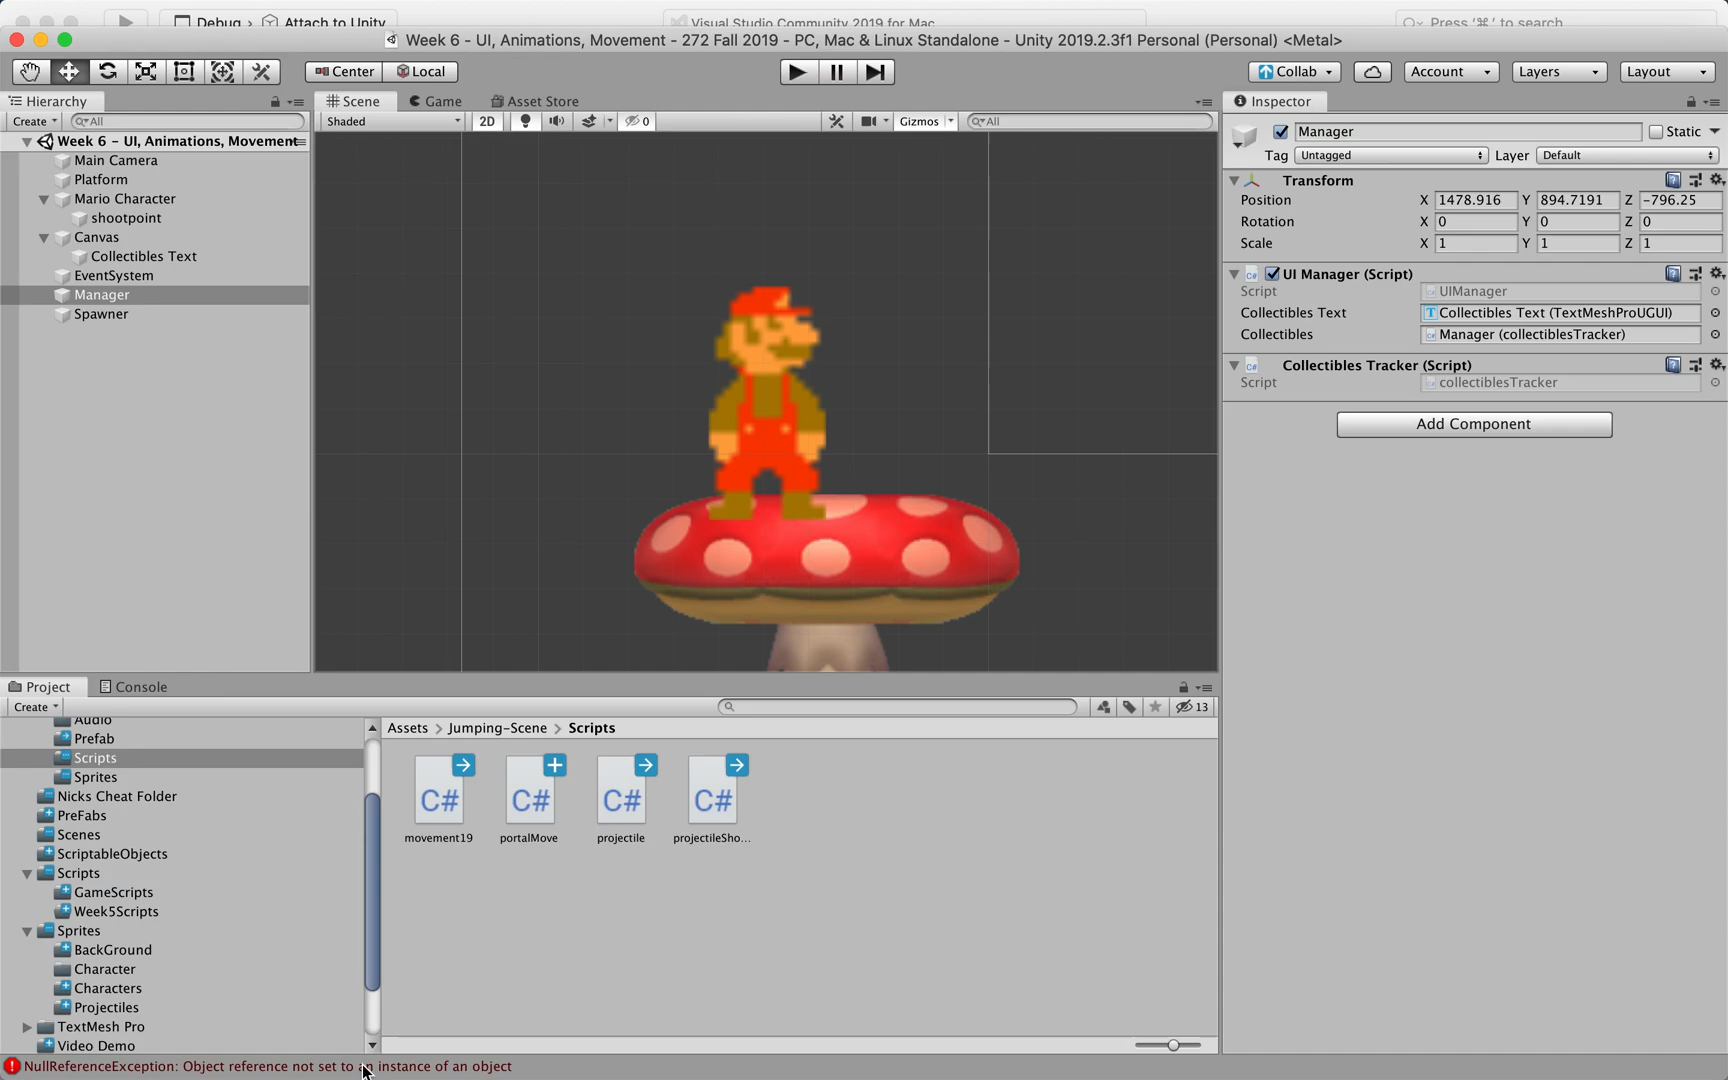 Debug > Attach to Unity Visual Studio Community 2019 for Mac Press '⌘.' to search
Week 6 - UI, Animations, Movement - 272 Fall 2019 - PC, Mac & Linux Standalone - Unity 2019.2.3f1 Personal (Personal) <Metal>
Center Local Collab Account Layers Layout
Hierarchy
Create All
Week 6 - UI, Animations, Movement
Main Camera
Platform
Mario Character
shootpoint
Canvas
Collectibles Text
EventSystem
Manager
Spawner
Scene Game Asset Store
Shaded 2D 0 Gizmos All
Inspector
Manager Static
Tag Untagged Layer Default
Transform
Position X 1478.916 Y 894.7191 Z -796.25
Rotation X 0 Y 0 Z 0
Scale X 1 Y 1 Z 1
C# UI Manager (Script)
Script UIManager
Collectibles Text T Collectibles Text (TextMeshProUGUI)
Collectibles Manager (collectiblesTracker)
C# Collectibles Tracker (Script)
Script collectiblesTracker
Add Component
Project Console
Create 13
Audio
Prefab
Scripts
Sprites
Nicks Cheat Folder
PreFabs
Scenes
ScriptableObjects
Scripts
GameScripts
Week5Scripts
Sprites
BackGround
Character
Characters
Projectiles
TextMesh Pro
Video Demo
Assets > Jumping-Scene > Scripts
C# C# C# C#
movement19 portalMove projectile projectileSho...
NullReferenceException: Object reference not set to an instance of an object